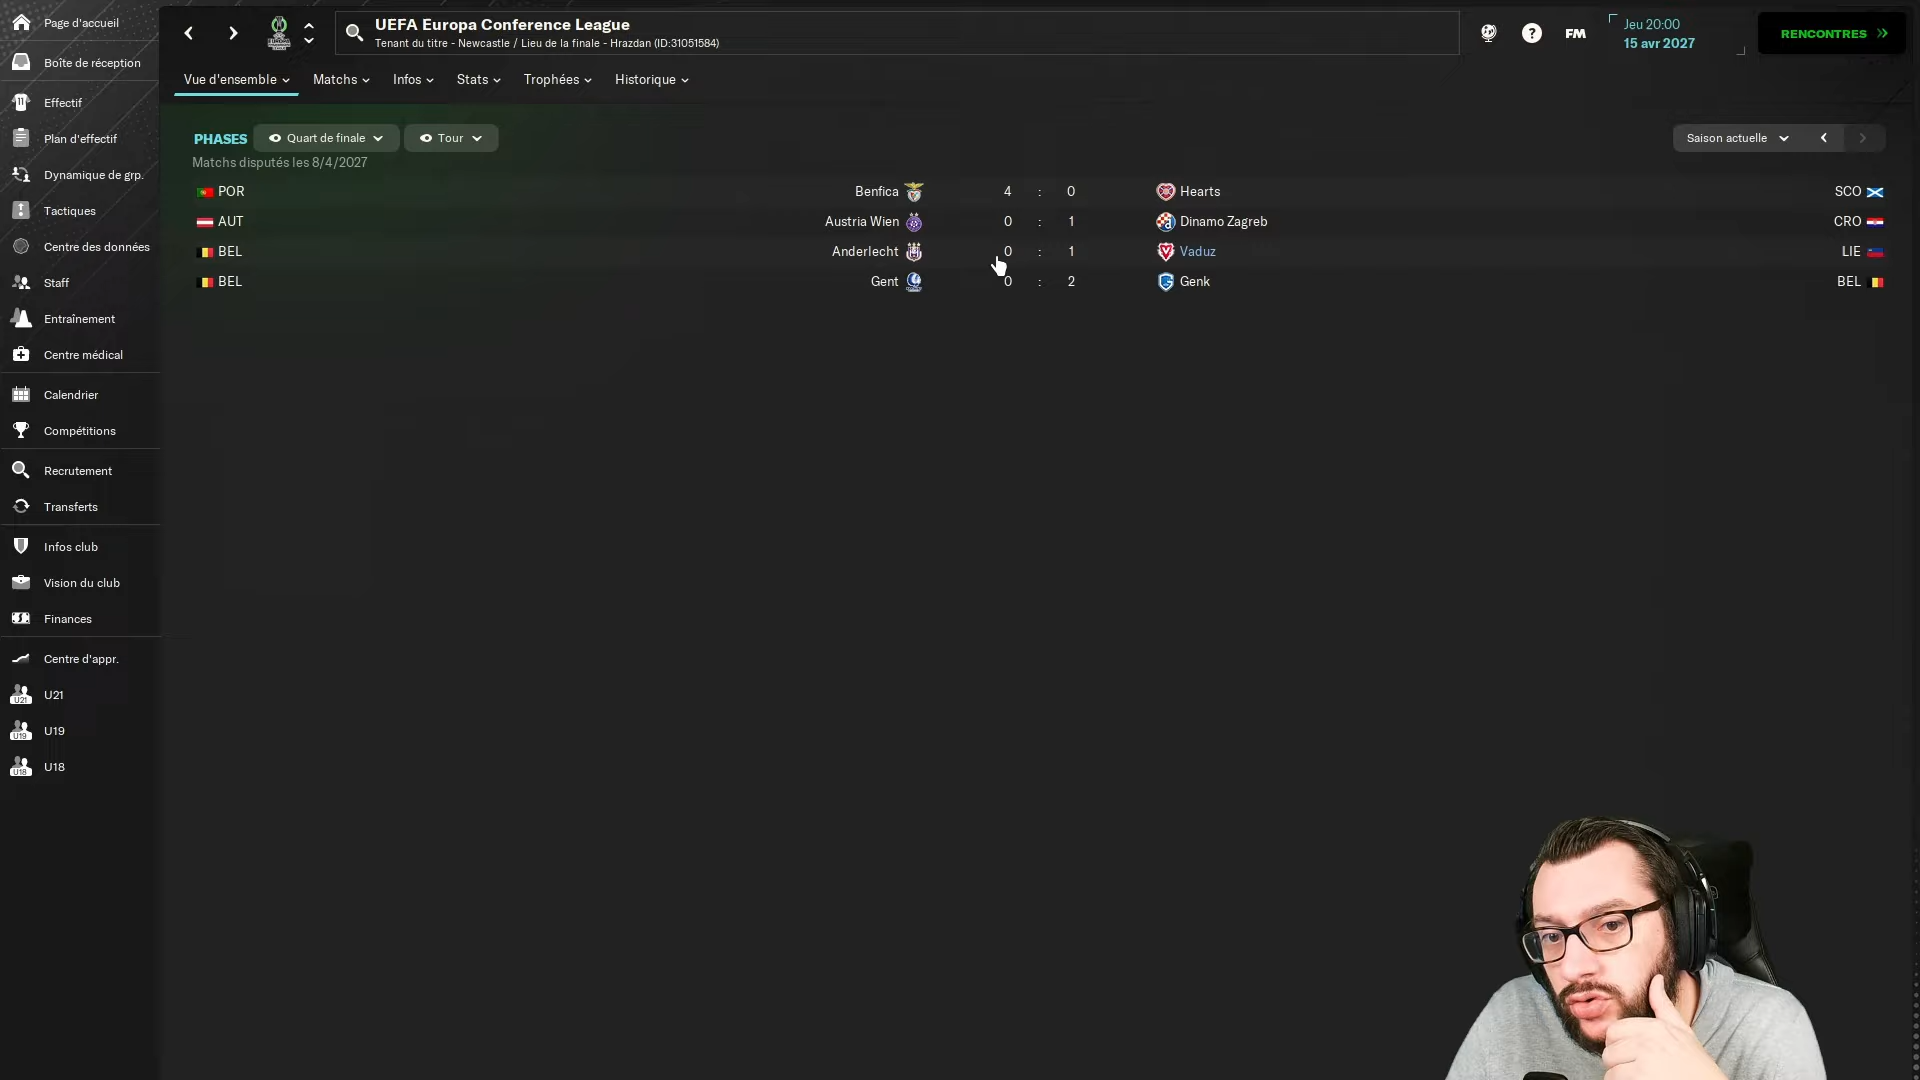 Page d'accueil
Boîte de réception
Effectif
Plan d'effectif
Dynamique de grp.
Tactiques
Centre des données
Staff
Entraînement
Centre médical
Calendrier
Compétitions
Recrutement
Transferts
Infos club
Vision du club
Finances
Centre d'appr.
U21
U21
U19
U19
U18
U18
UEFA Europa Conference League
Tenant du titre - Newcastle / Lieu de la finale - Hrazdan (ID:31051584)
? FM
Jeu 20:00
15 avr 2027
RENCONTRES
Vue d'ensemble Matchs Infos Stats Trophées Historique
PHASES Quart de finale Tour Saison actuelle
Matchs disputés les 8/4/2027
POR Benfica 4 : 0 Hearts SCO
AUT Austria Wien 0 : 1 Dinamo Zagreb CRO
BEL Anderlecht 0 : 1 Vaduz LIE
BEL Gent 0 : 2 Genk BEL